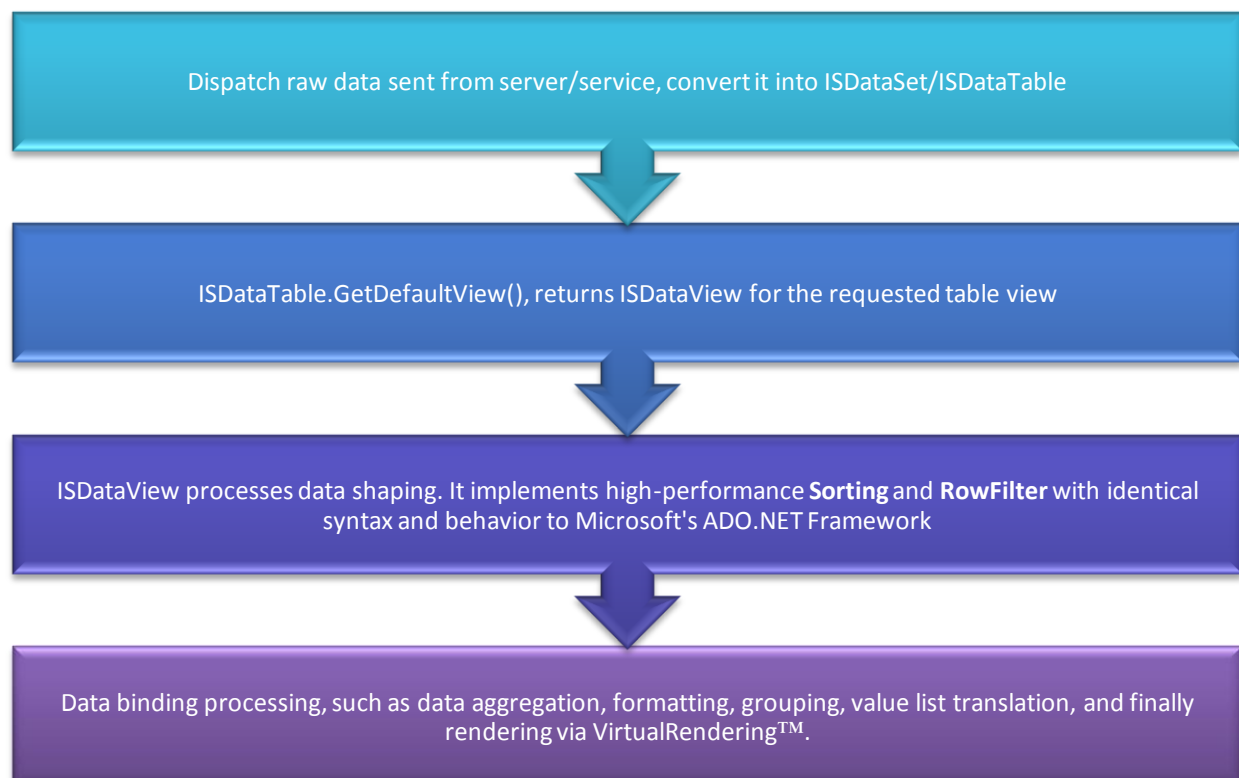 Dispatch raw data sent from server/service, convert it into ISDataSet/ISDataTable
ISDataTable.GetDefaultView(), returns ISDataView for the requested table view
ISDataView processes data shaping. It implements high-performance Sorting and RowFilter with identical
syntax and behavior to Microsoft's ADO.NET Framework
Data binding processing, such as data aggregation, formatting, grouping, value list translation, and finally
rendering via VirtualRendering™.